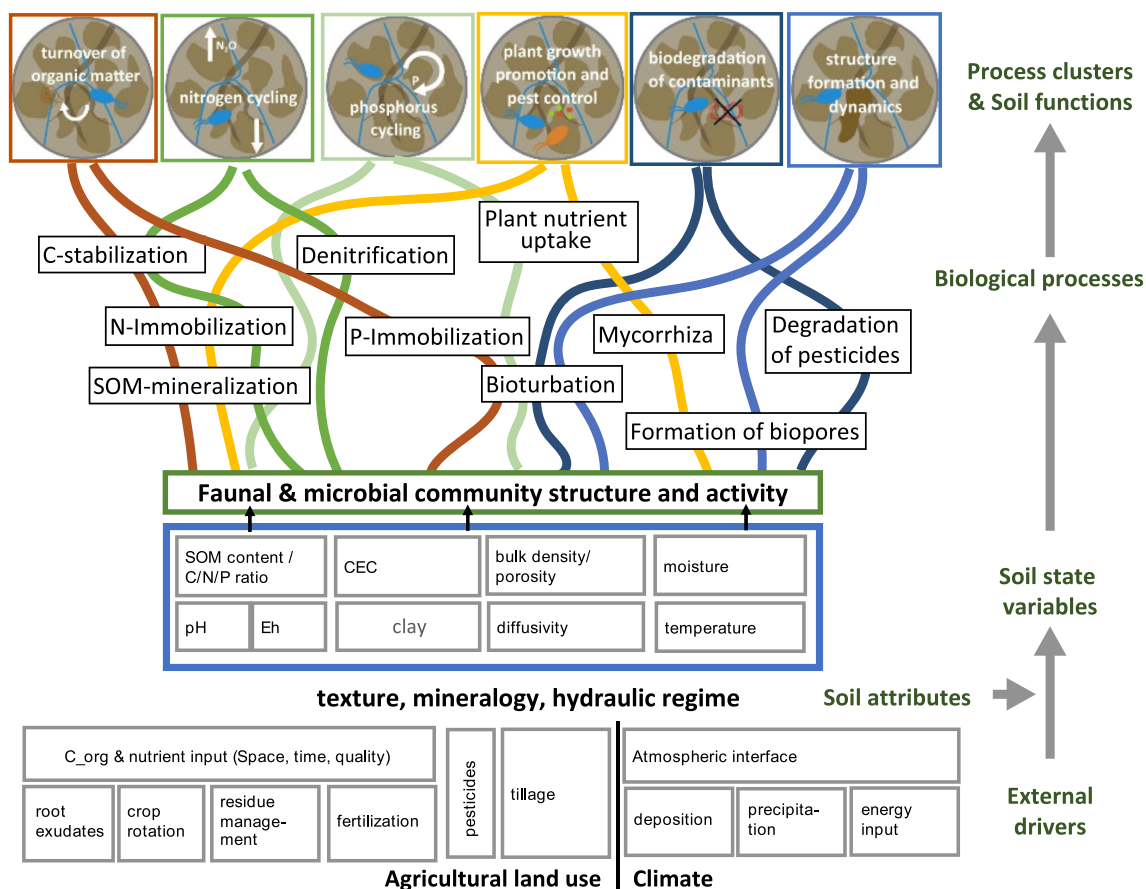 turnover of
organic matter
N₂O
nitrogen cycling
P
phosphorus
cycling
plant growth
promotion and
pest control
biodegradation
of contaminants
structure
formation and
dynamics
Process clusters
& Soil functions
Plant nutrient
uptake
C-stabilization
Denitrification
Biological processes
N-Immobilization
P-Immobilization
Mycorrhiza
Degradation
of pesticides
SOM-mineralization
Bioturbation
Formation of biopores
Faunal & microbial community structure and activity
SOM content /
C/N/P ratio
CEC
bulk density/
porosity
moisture
Soil state
variables
pH
Eh
clay
diffusivity
temperature
texture, mineralogy, hydraulic regime
Soil attributes
C_org & nutrient input (Space, time, quality)
pesticides
tillage
Atmospheric interface
root
exudates
crop
rotation
residue
manage-
ment
fertilization
deposition
precipita-
tion
energy
input
External
drivers
Agricultural land use
Climate